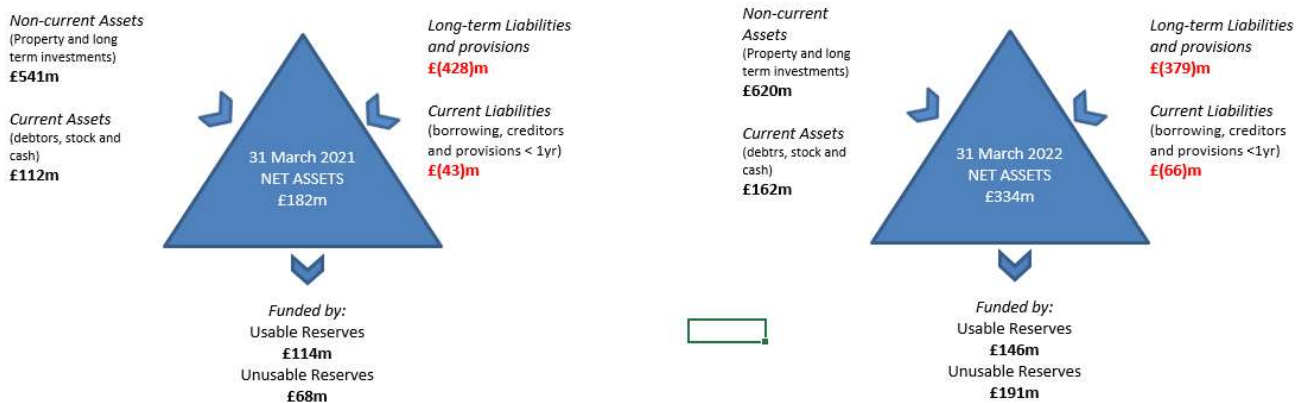 Non-current Assets
(Property and long
term investments)
£541m
Current Assets
(debtors, stock and
cash)
£112m
Long-term Liabilities
and provisions
£(428)m
Current Liabilities
(borrowing, creditors
and provisions < 1yr)
£(43)m
31 March 2021
NET ASSETS
£182m
Funded by:
Usable Reserves
£114m
Unusable Reserves
£68m
Non-current
Assets
(Property and long
term investments)
£620m
Current Assets
(debtrs, stock and
cash)
£162m
Long-term Liabilities
and provisions
£(379)m
Current Liabilities
(borrowing, creditors
and provisions <1yr)
£(66)m
31 March 2022
NET ASSETS
£334m
Funded by:
Usable Reserves
£146m
Unusable Reserves
£191m